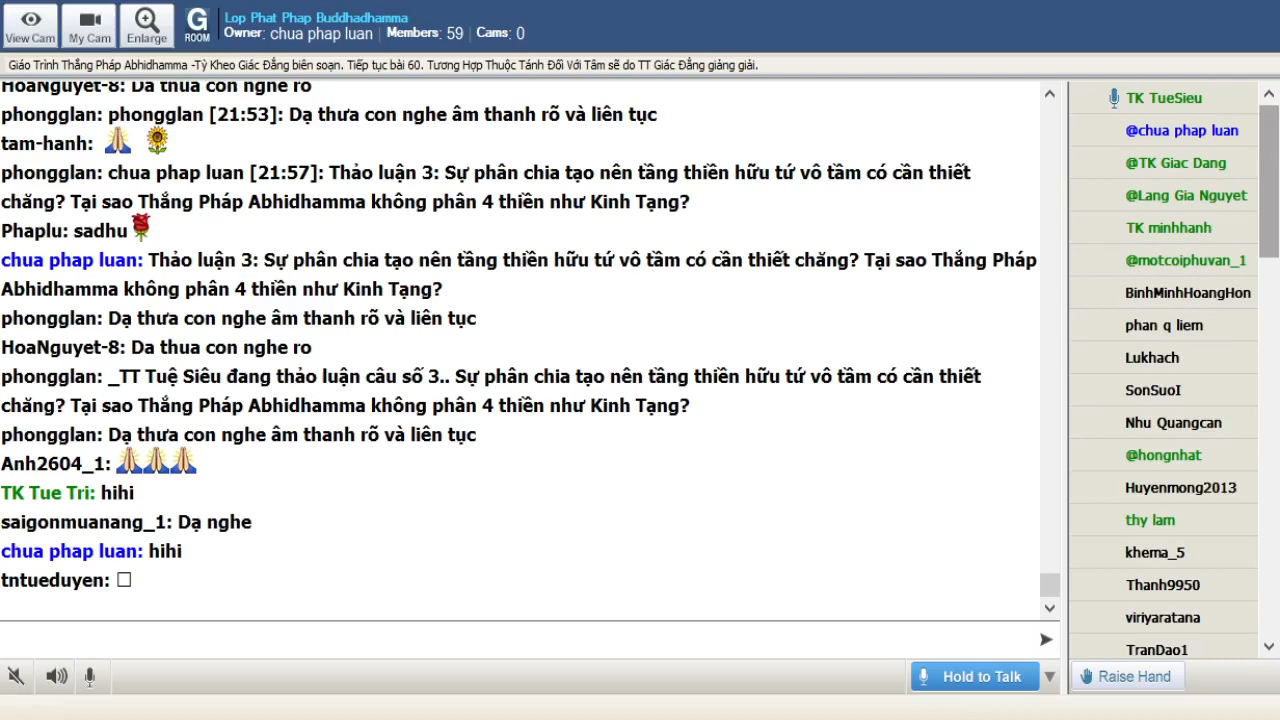 View Cam
My Cam
Enlarge
G
ROOM
Lop Phat Phap Buddhadhamma
Owner: chua phap luan Members: 59 Cams: 0
Giáo Trình Thắng Pháp Abhidhamma -Tỳ Kheo Giác Đẳng biên soạn. Tiếp tục bài 60. Tương Hợp Thuộc Tánh Đối Với Tâm sẽ do TT Giác Đẳng giảng giải.
HoaNguyet-8: Da thua con nghe ro
phongglan: phongglan [21:53]: Dạ thưa con nghe âm thanh rõ và liên tục
tam-hanh:
phongglan: chua phap luan [21:57]: Thảo luận 3: Sự phân chia tạo nên tầng thiền hữu tứ vô tầm có cần thiết
chăng? Tại sao Thắng Pháp Abhidhamma không phân 4 thiền như Kinh Tạng?
Phaplu: sadhu
chua phap luan: Thảo luận 3: Sự phân chia tạo nên tầng thiền hữu tứ vô tầm có cần thiết chăng? Tại sao Thắng Pháp
Abhidhamma không phân 4 thiền như Kinh Tạng?
phongglan: Dạ thưa con nghe âm thanh rõ và liên tục
HoaNguyet-8: Da thua con nghe ro
phongglan: _TT Tuệ Siêu đang thảo luận câu số 3.. Sự phân chia tạo nên tầng thiền hữu tứ vô tầm có cần thiết
chăng? Tại sao Thắng Pháp Abhidhamma không phân 4 thiền như Kinh Tạng?
phongglan: Dạ thưa con nghe âm thanh rõ và liên tục
Anh2604_1:
TK Tue Tri: hihi
saigonmuanang_1: Dạ nghe
chua phap luan: hihi
tntueduyen:
TK TueSieu
@chua phap luan
@TK Giac Dang
@Lang Gia Nguyet
TK minhhanh
@motcoiphuvan_1
BinhMinhHoangHon
phan q liem
Lukhach
SonSuoI
Nhu Quangcan
@hongnhat
Huyenmong2013
thy lam
khema_5
Thanh9950
viriyaratana
TranDao1
Hold to Talk
Raise Hand